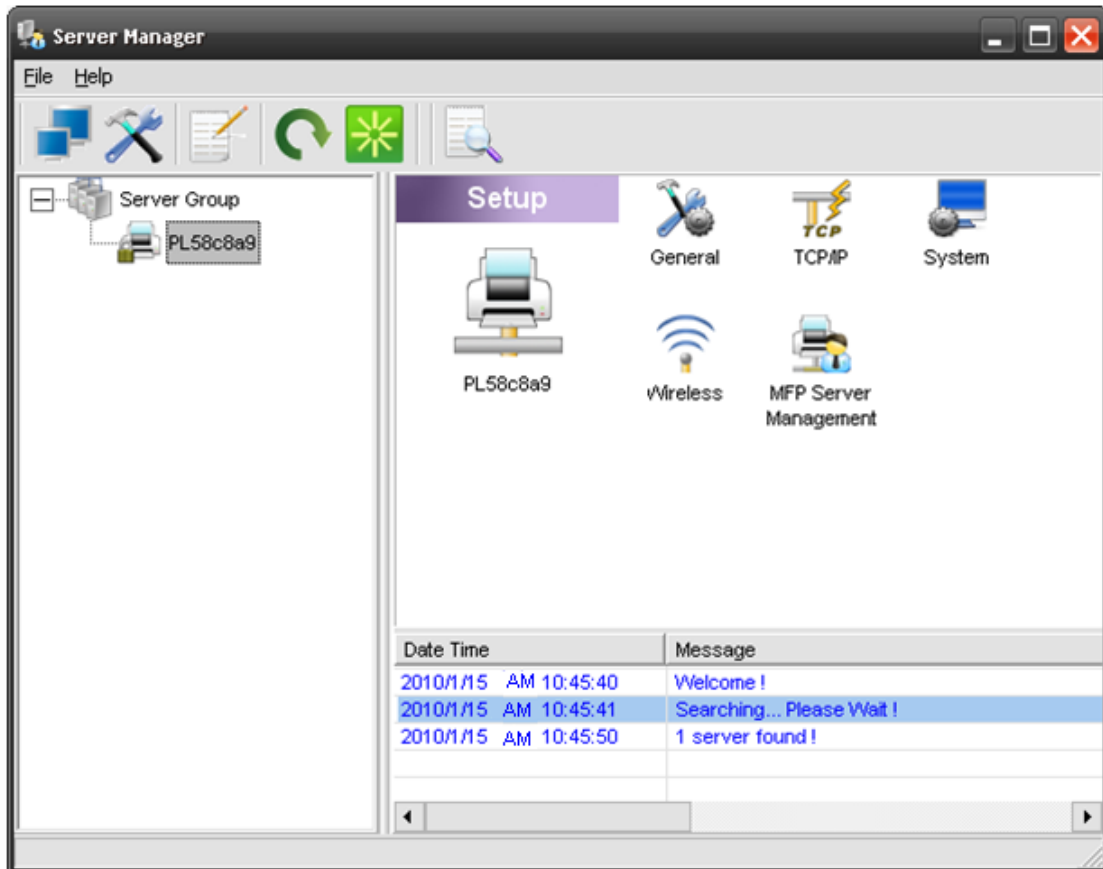 Server Manager
File Help
Server Group
PL58c8a9
Setup
General
TCP
TCP/IP
System
PL58c8a9
Wireless
MFP Server
Management
Date Time Message
2010/1/15 AM 10:45:40 Welcome !
2010/1/15 AM 10:45:41 Searching... Please Wait !
2010/1/15 AM 10:45:50 1 server found !